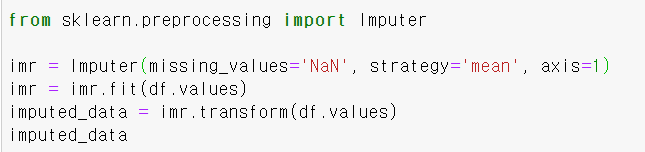 from sklearn.preprocessing import Imputer
imr = Imputer(missing_values='NaN', strategy='mean', axis=1)
imr = imr.fit(df.values)
imputed_data = imr.transform(df.values)
imputed_data